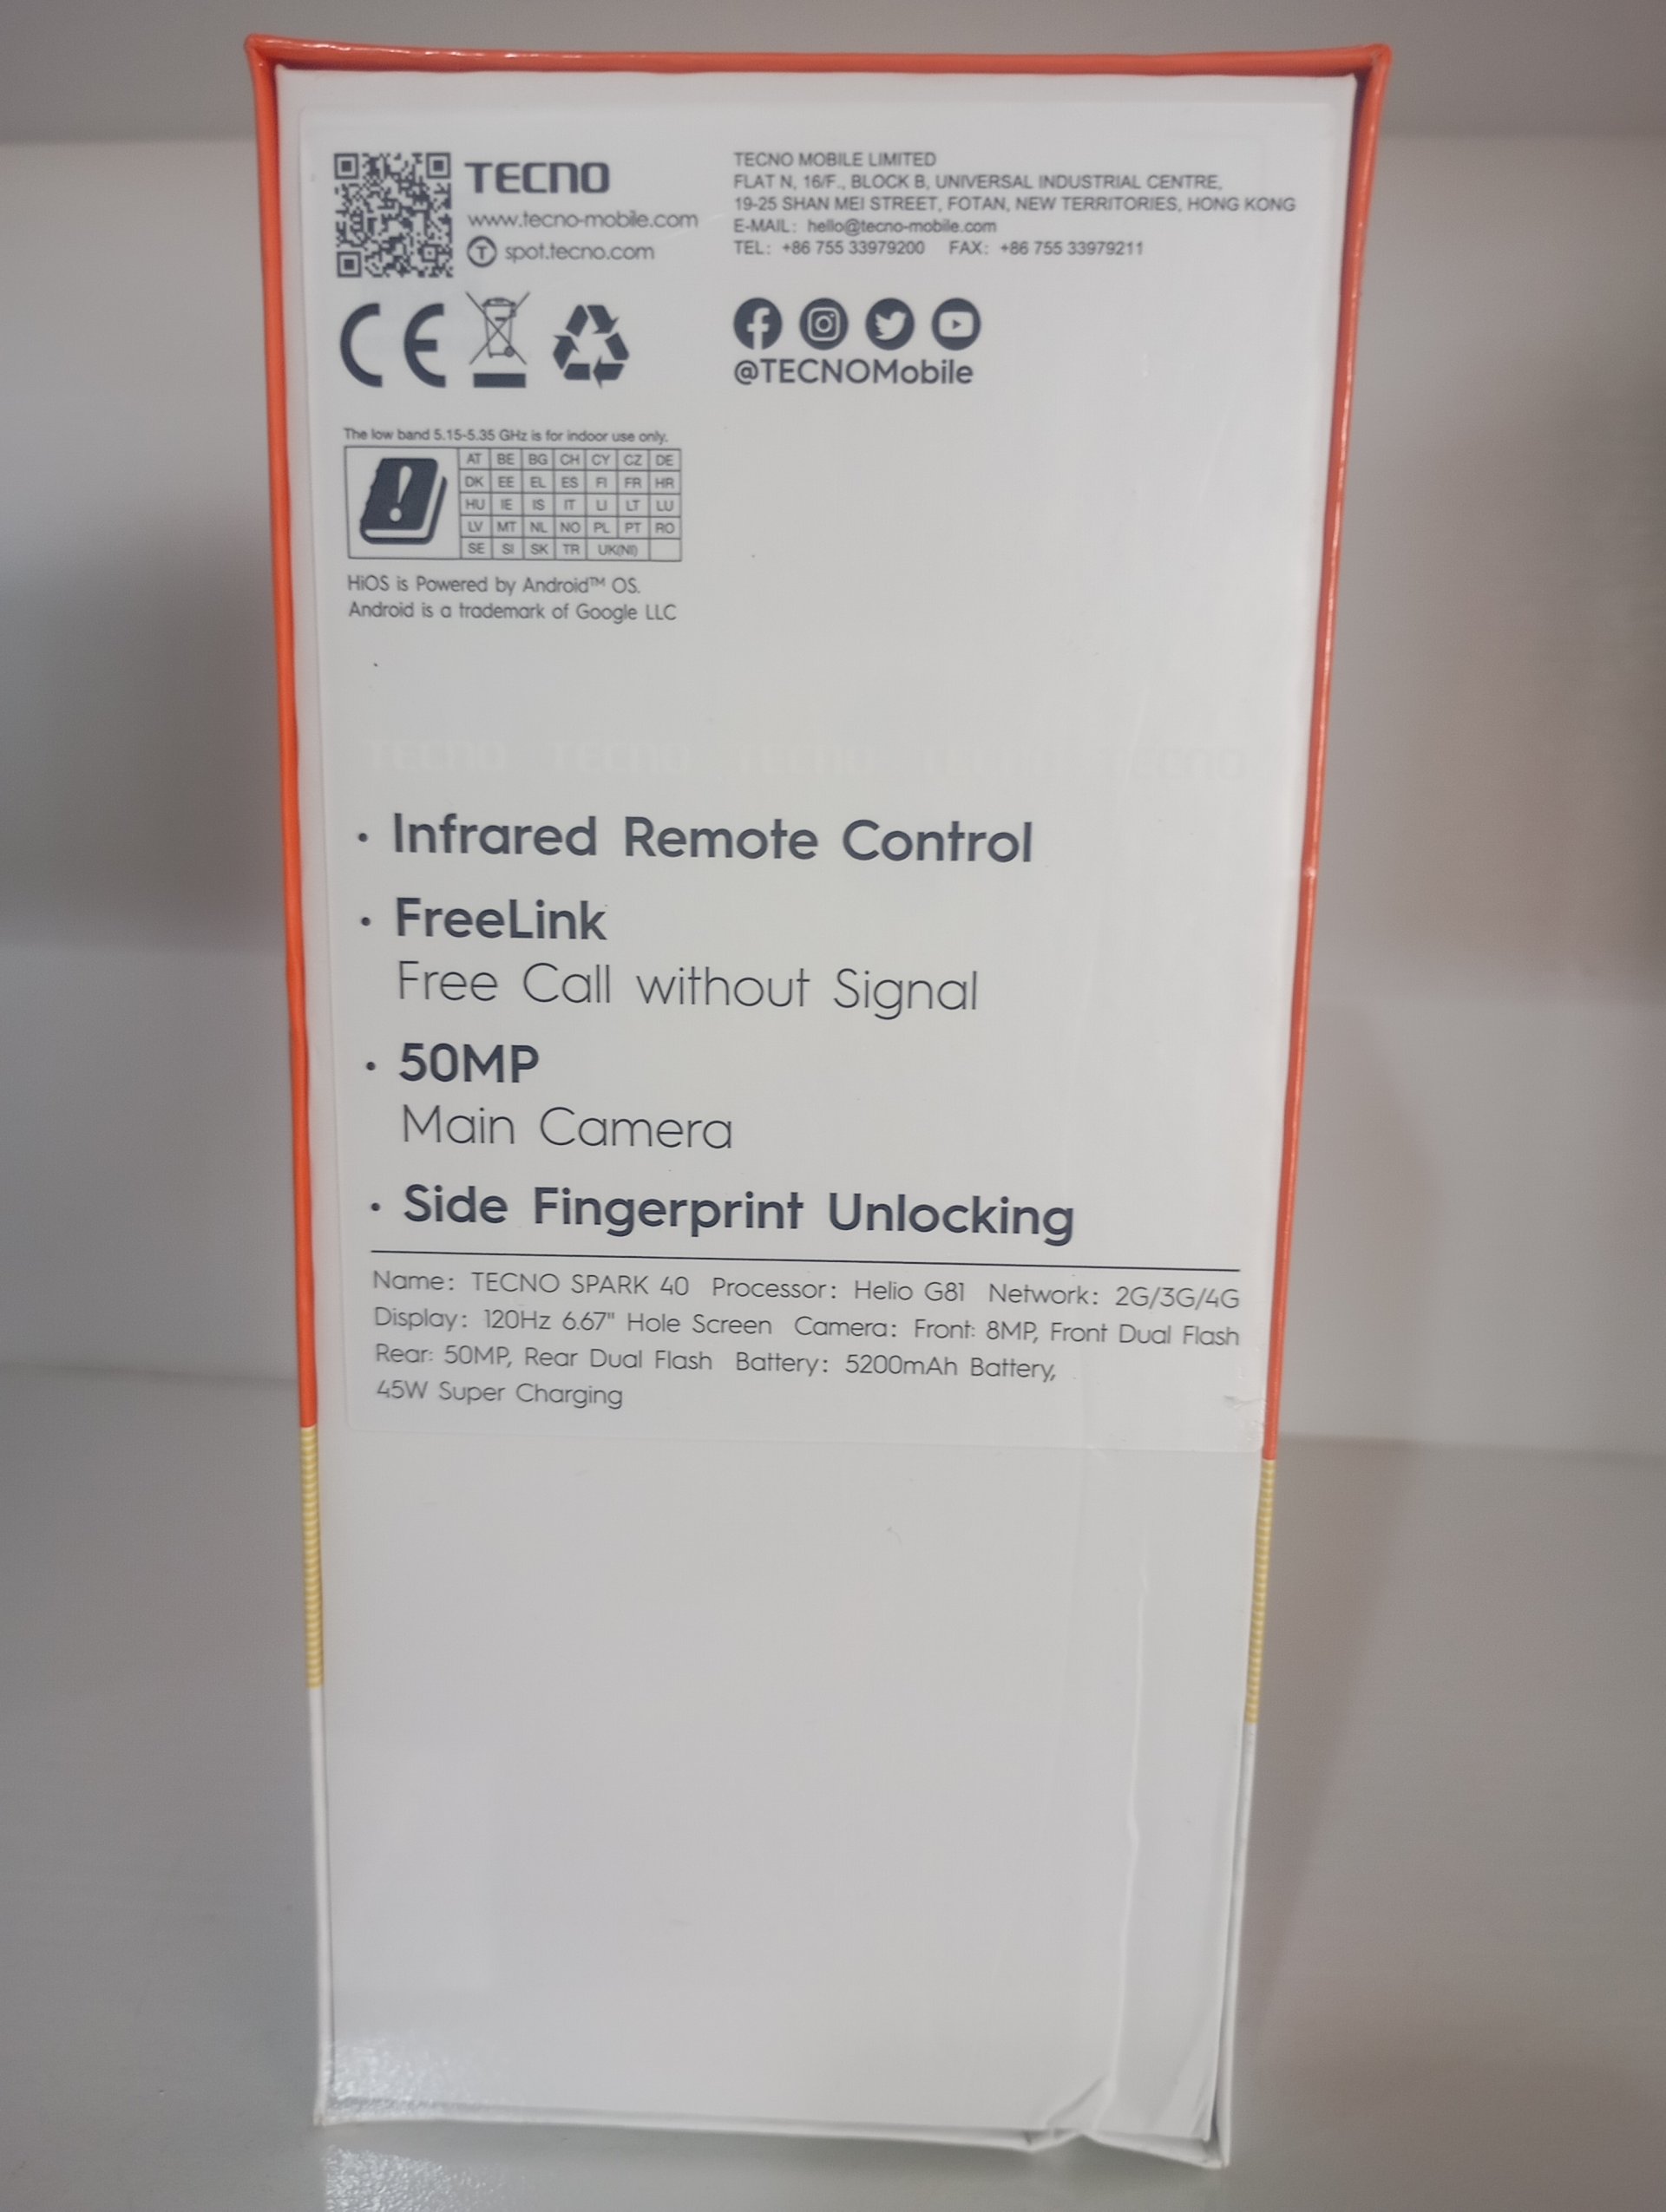 TECNO
www.tecno-mobile.com
T spot.tecno.com
TECNO MOBILE LIMITED
FLAT N, 16/F., BLOCK B, UNIVERSAL INDUSTRIAL CENTRE,
19-25 SHAN MEI STREET, FOTAN, NEW TERRITORIES, HONG KONG
E-MAIL: hello@tecno-mobile.com
TEL: +86 755 33979200 FAX: +86 755 33979211
CE
@TECNOMobile
The low band 5.15-5.35 GHz is for indoor use only.
AT BE BG CH CY CZ DE
DK EE EL ES FI FR HR
HU IE IS IT LI LT LU
LV MT NL NO PL PT RO
SE SI SK TR UK(NI)
HiOS is Powered by Android™ OS.
Android is a trademark of Google LLC
TECNO TECNO TECNO TECNO TECNO
· Infrared Remote Control
· FreeLink
Free Call without Signal
· 50MP
Main Camera
· Side Fingerprint Unlocking
Name: TECNO SPARK 40 Processor: Helio G81 Network: 2G/3G/4G
Display: 120Hz 6.67" Hole Screen Camera: Front: 8MP, Front Dual Flash
Rear: 50MP, Rear Dual Flash Battery: 5200mAh Battery,
45W Super Charging